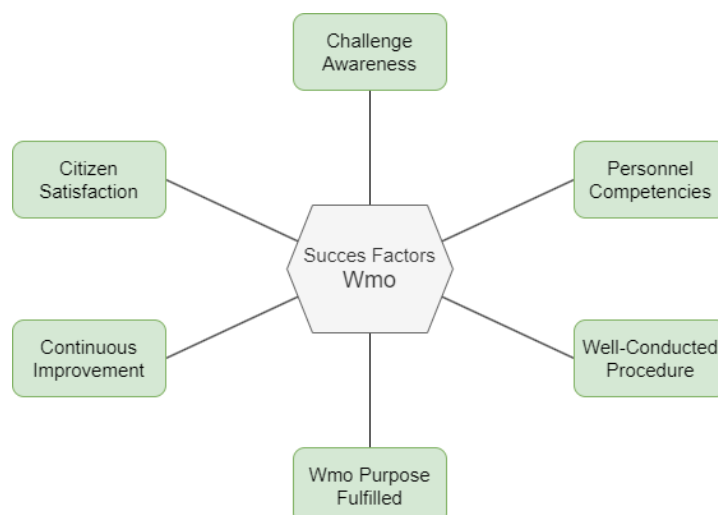 Challenge
Awareness
Citizen
Satisfaction
Personnel
Competencies
Succes Factors
Wmo
Continuous
Improvement
Well-Conducted
Procedure
Wmo Purpose
Fulfilled